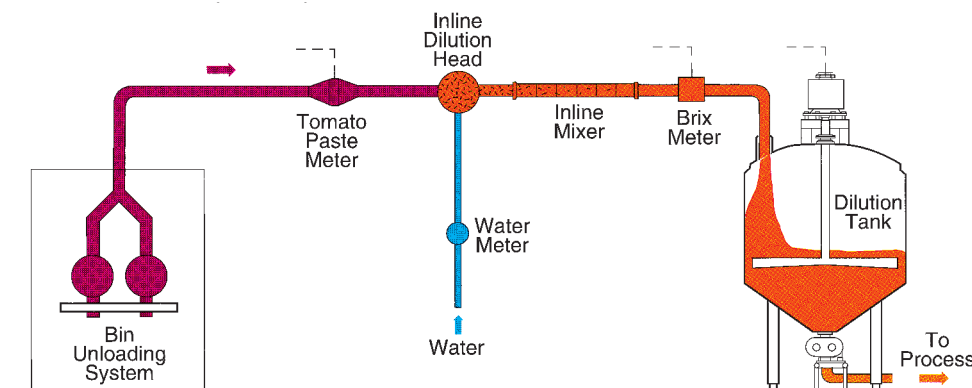 Inline
Dilution
Head
Tomato
Paste
Meter
Inline
Mixer
Brix
Meter
Dilution
Tank
Water
Meter
Water
Bin
Unloading
System
To
Process